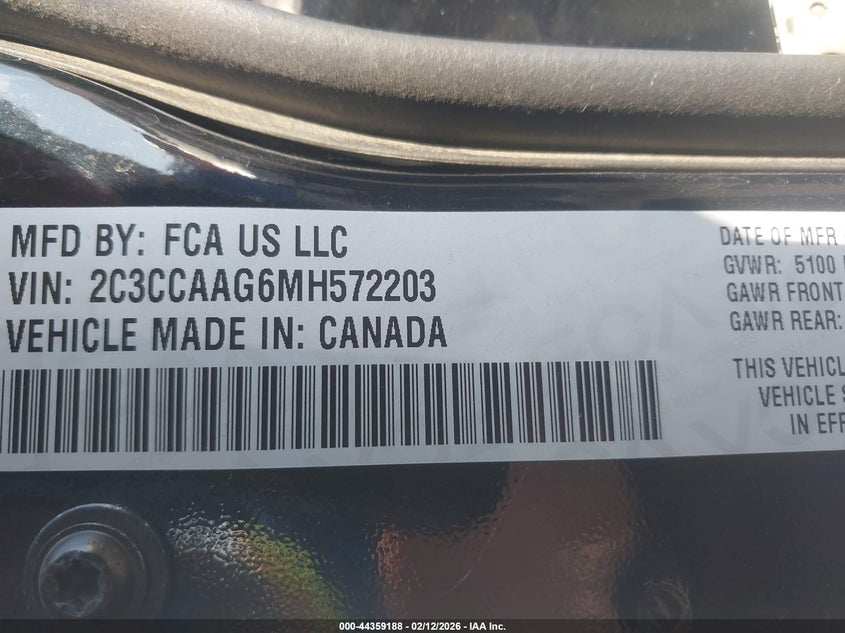 MFD BY: FCA US LLC
VIN: 2C3CCAAG6MH572203
VEHICLE MADE IN: CANADA
DATE OF MFR
GVWR: 5100
GAWR FRONT
GAWR REAR:
THIS VEHICL
VEHICLE S
IN EFF
000-44359188 - 02/12/2026 - IAA Inc.